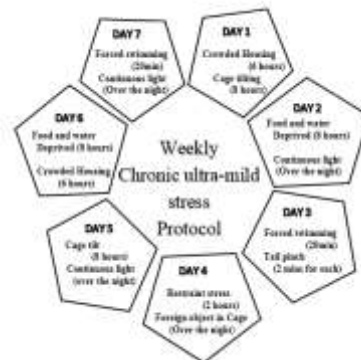 Weekly
Chronic ultra-mild
stress
Protocol
DAY 1
Crowded Housing
(6 hours)
Cage tilting
(8 hours)
DAY 2
Food and water
Deprived (8 hours)
Continuous light
(Over the night)
DAY 3
Forced swimming
(20min)
Tail pinch
(2 mins for each)
DAY 4
Restraint stress
(2 hours)
Foreign object in Cage
(Over the night)
DAY 5
Cage tilt
(8 hours)
Continuous light
(over the night)
DAY 6
Food and water
Deprived (8 hours)
Crowded Housing
(6 hours)
DAY 7
Forced swimming
(20min)
Continuous light
(Over the night)